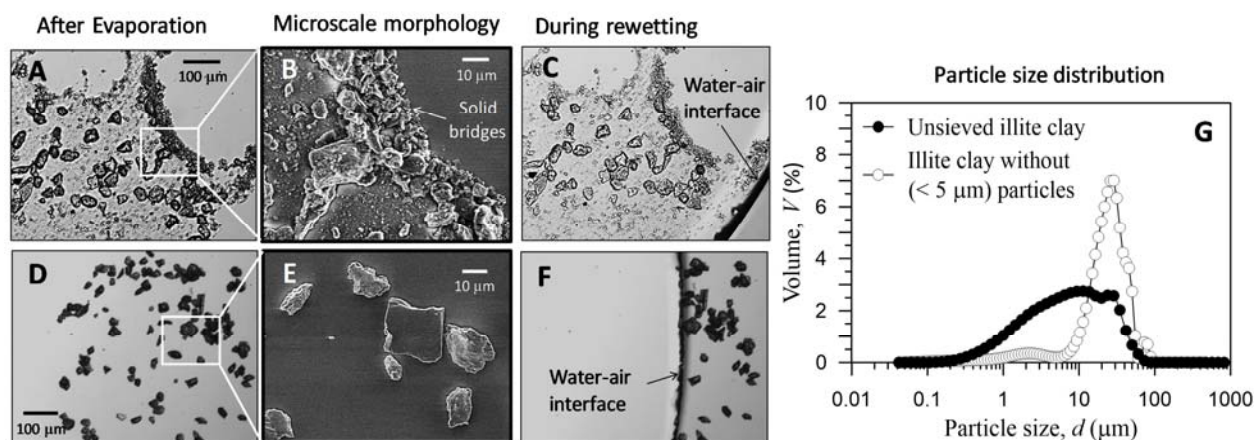 After Evaporation
Microscale morphology
During rewetting
A
100 μm
B
10 μm
Solid
bridges
C
Water-air
interface
D
100 μm
E
10 μm
F
Water-air
interface
Particle size distribution
G
Unsieved illite clay
Illite clay without
(< 5 μm) particles
Volume, V (%)
10
8
6
4
2
0
0.01 0.1 1 10 100 1000
Particle size, d (μm)